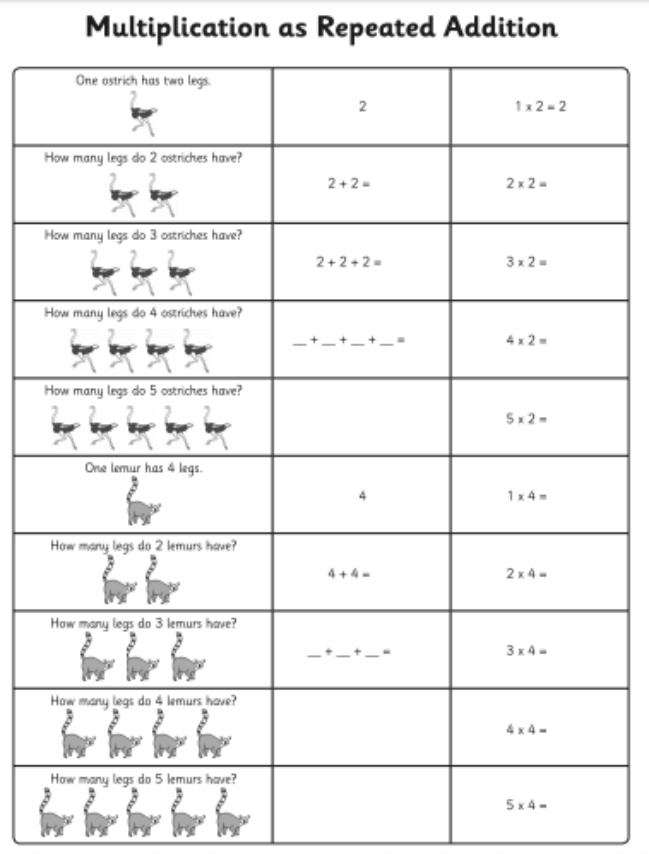 Multiplication as Repeated Addition
One ostrich has two legs.
2
1 x 2 = 2
How many legs do 2 ostriches have?
2 + 2 =
2 x 2 =
How many legs do 3 ostriches have?
2 + 2 + 2 =
3 x 2 =
How many legs do 4 ostriches have?
__ + __ + __ + __ =
4 x 2 =
How many legs do 5 ostriches have?
5 x 2 =
One lemur has 4 legs.
4
1 x 4 =
How many legs do 2 lemurs have?
4 + 4 =
2 x 4 =
How many legs do 3 lemurs have?
__ + __ + __ =
3 x 4 =
How many legs do 4 lemurs have?
4 x 4 =
How many legs do 5 lemurs have?
5 x 4 =